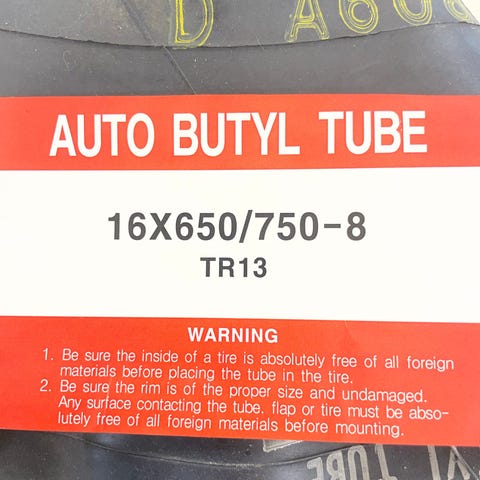 D A608
AUTO BUTYL TUBE
16X650/750-8
TR13
WARNING
1. Be sure the inside of a tire is absolutely free of all foreign
materials before placing the tube in the tire.
2. Be sure the rim is of the proper size and undamaged.
Any surface contacting the tube. flap or tire must be abso-
lutely free of all foreign materials before mounting.
TUBE